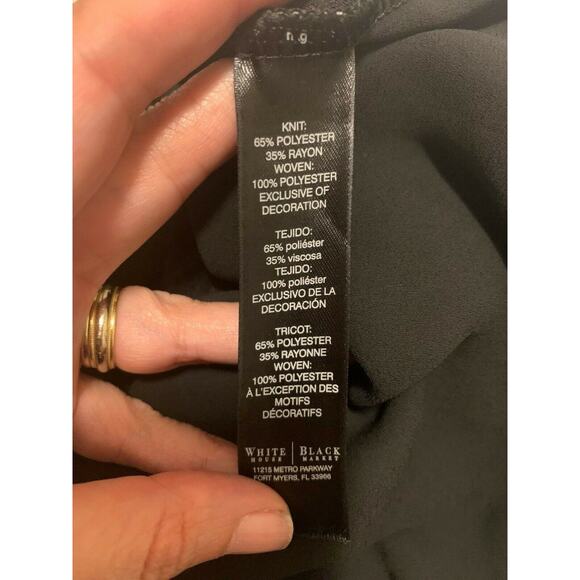 KNIT:
65% POLYESTER
35% RAYON
WOVEN:
100% POLYESTER
EXCLUSIVE OF
DECORATION
TEJIDO:
65% poliéster
35% viscosa
TEJIDO:
100% poliéster
EXCLUSIVO DE LA
DECORACIÓN
TRICOT:
65% POLYESTER
35% RAYONNE
WOVEN:
100% POLYESTER
À L'EXCEPTION DES
MOTIFS
DÉCORATIFS
WHITE | BLACK
HOUSE MARKET
11215 METRO PARKWAY
FORT MYERS, FL 33966